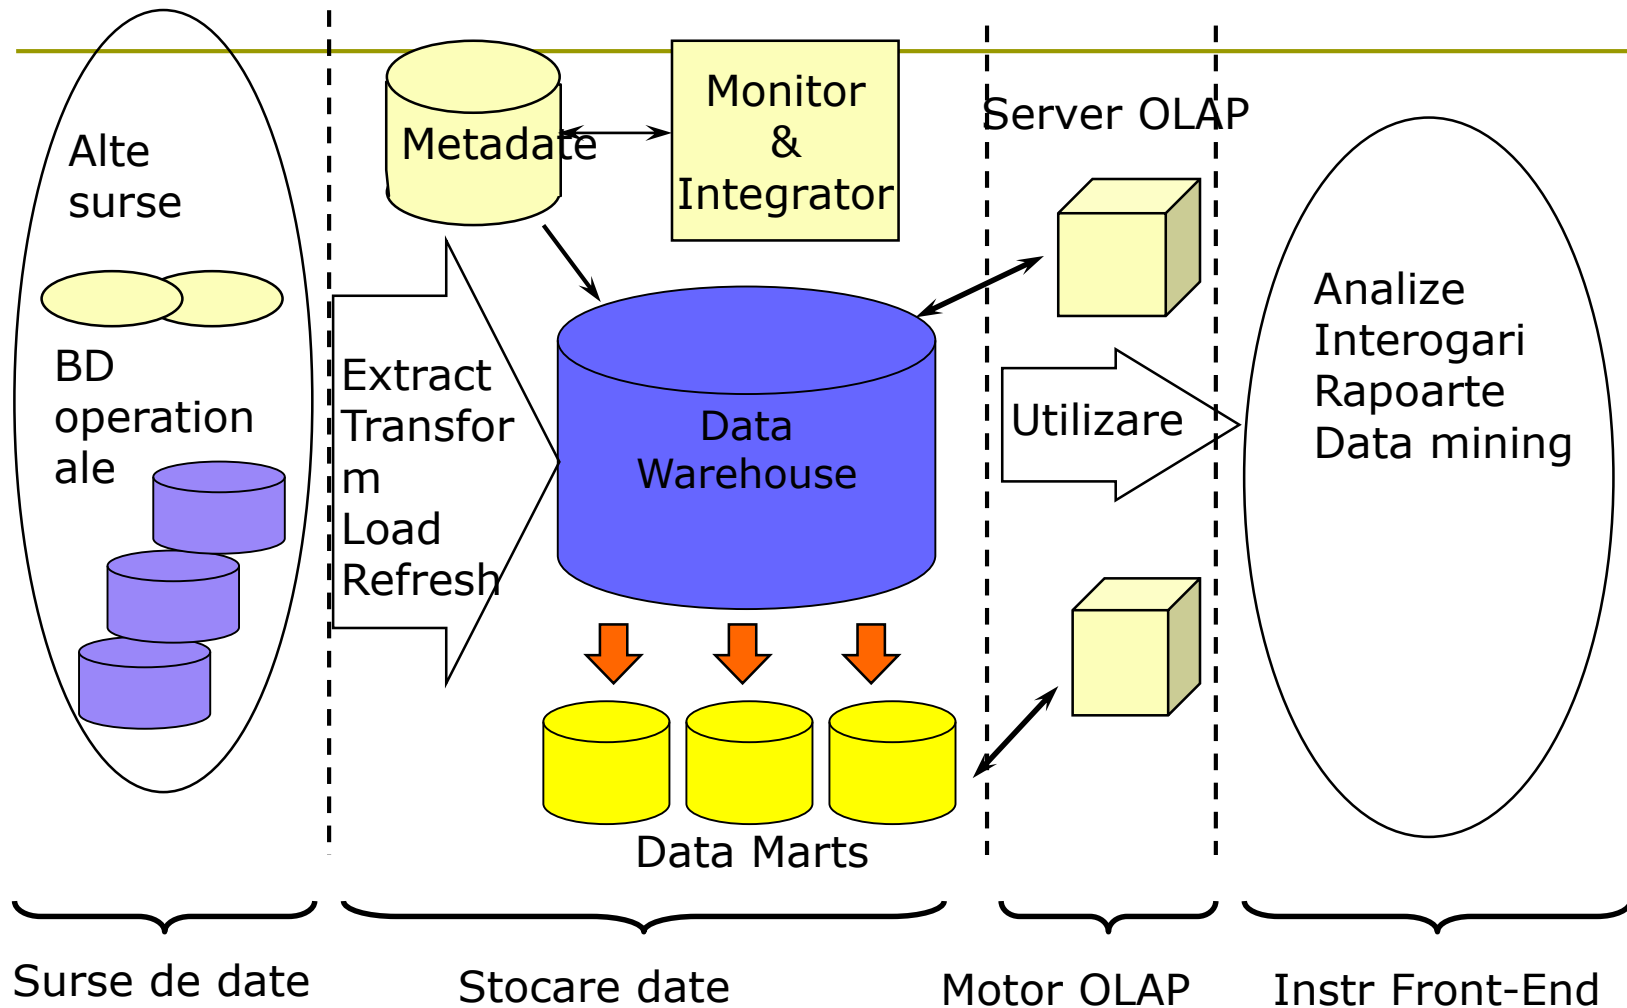 Alte
surse
BD
operation
ale
Metadate
Monitor
&
Integrator
Extract
Transfor
m
Load
Refresh
Data
Warehouse
Data Marts
Server OLAP
Utilizare
Analize
Interogari
Rapoarte
Data mining
Surse de date
Stocare date
Motor OLAP
Instr Front-End